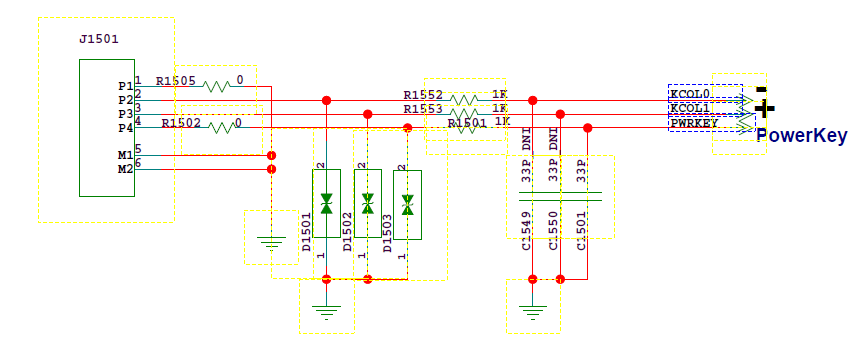 J1501
P1 1 R1505 0
P2 2 R1552 1K KCOL0 -
P3 3 R1553 1K KCOL1 +
P4 4 R1502 0 R1501 1K PWRKEY
PowerKey
M1 5
M2 6
2 2 2
D1501 D1502 D1503
1 1 1
33P DNI 33P DNI 33P
C1549 C1550 C1501